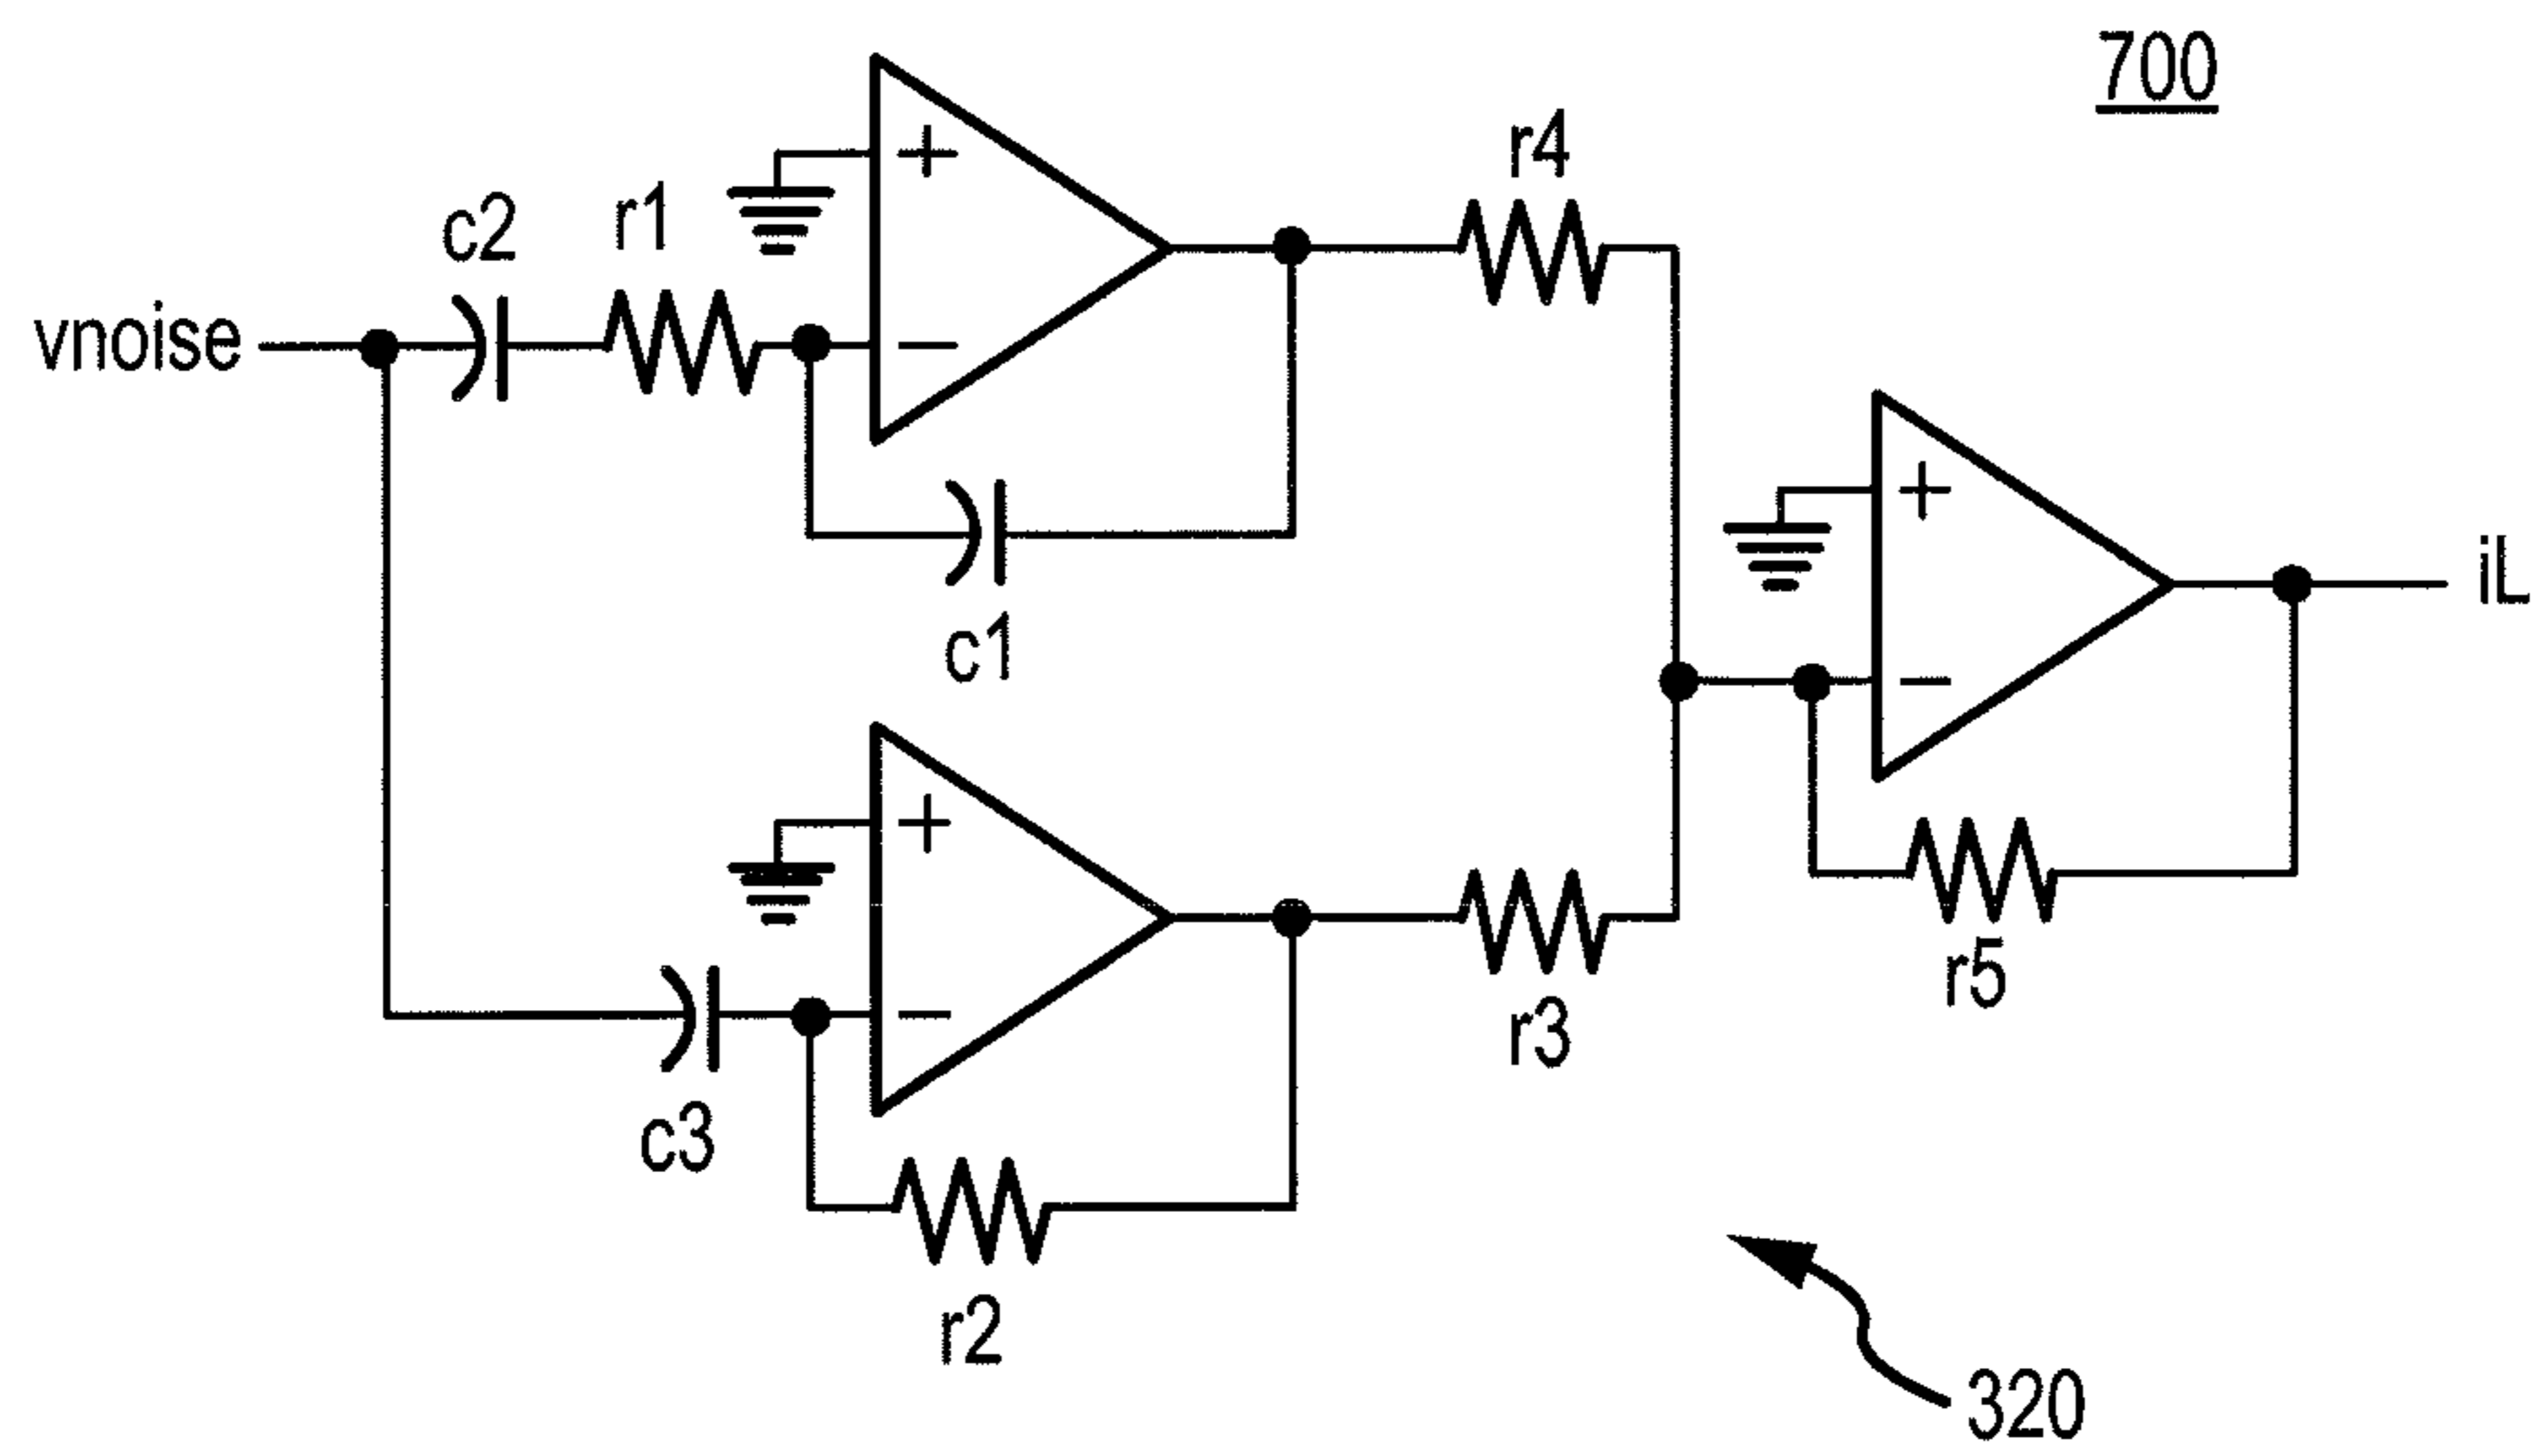 700
r4
c2
r1
+
vnoise
−
+
iL
c1
−
+
r5
r3
−
c3
r2
320